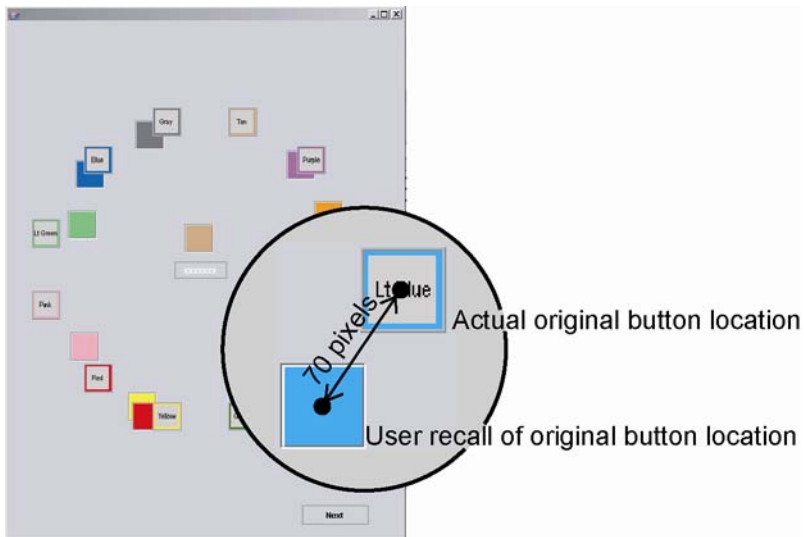 Gray
Tan
Blue
Purple
Lt Green
xxxxxxx
Lt Blue
Pink
70 pixels
Actual original button location
Red
Yellow
User recall of original button location
Next